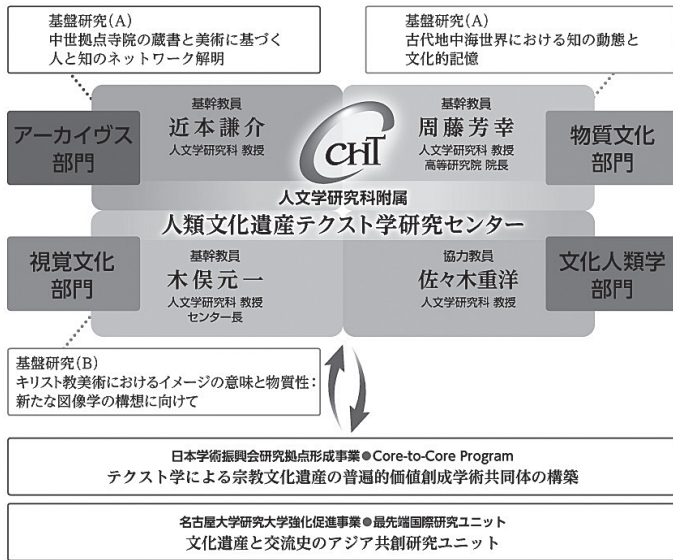 基盤研究(A)
中世拠点寺院の蔵書と美術に基づく
人と知のネットワーク解明
基盤研究(A)
古代地中海世界における知の動態と
文化的記憶
アーカイヴス
部門
基幹教員
近本謙介
人文学研究科 教授
CHT
基幹教員
周藤芳幸
人文学研究科 教授
高等研究院 院長
物質文化
部門
人文学研究科附属
人類文化遺産テクスト学研究センター
視覚文化
部門
基幹教員
木俣元一
人文学研究科 教授
センター長
協力教員
佐々木重洋
人文学研究科 教授
文化人類学
部門
基盤研究(B)
キリスト教美術におけるイメージの意味と物質性：
新たな図像学の構想に向けて
日本学術振興会研究拠点形成事業●Core-to-Core Program
テクスト学による宗教文化遺産の普遍的価値創成学術共同体の構築
名古屋大学研究大学強化促進事業●最先端国際研究ユニット
文化遺産と交流史のアジア共創研究ユニット